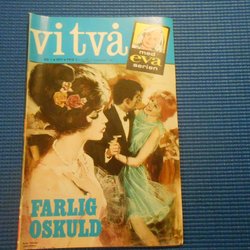 vi två
med
eva
serien
FARLIG
OSKULD